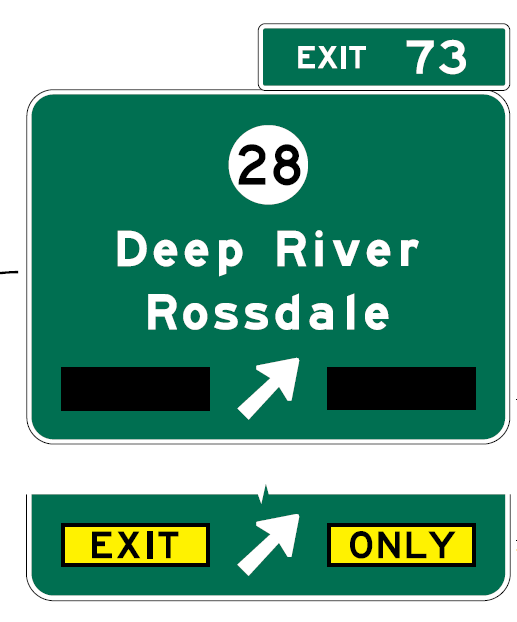 EXIT 73
28
Deep River
Rossdale
EXIT ONLY